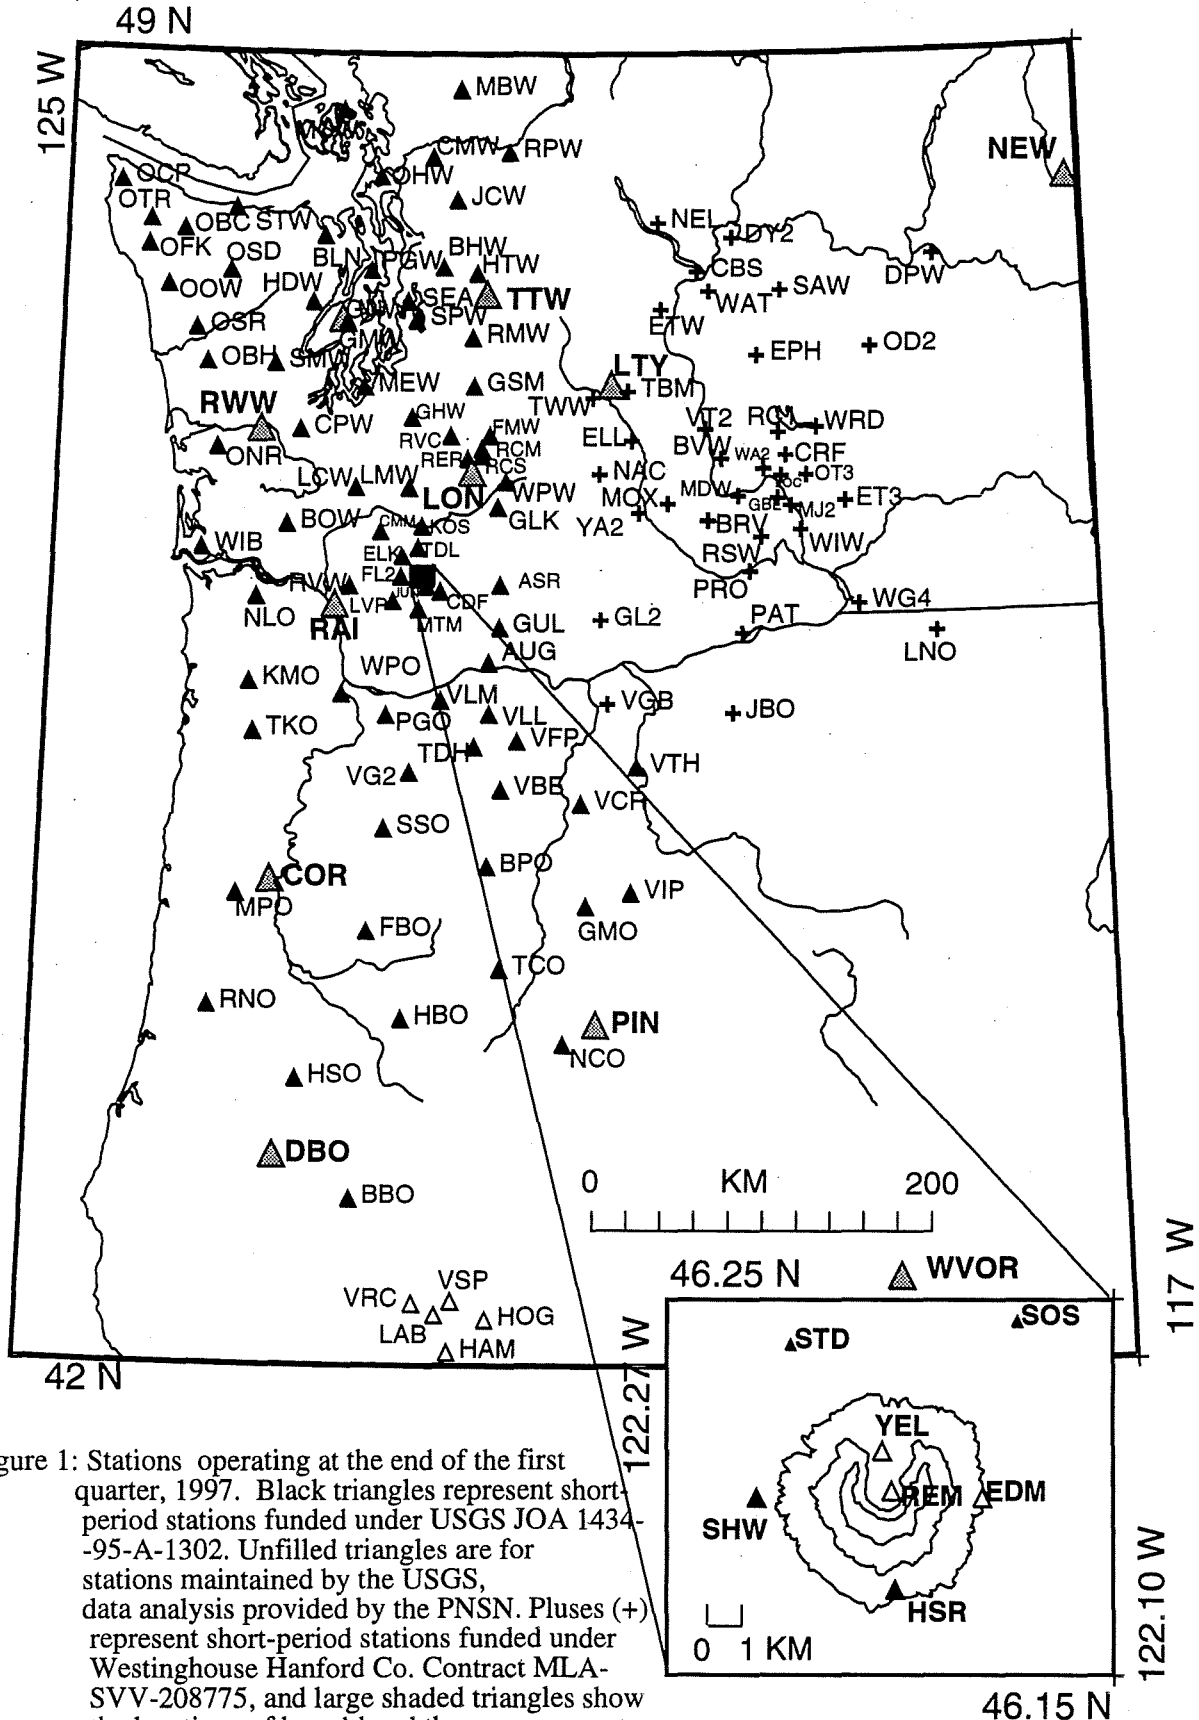 49 N
125 W
MBW
CMW
RPW
NEW
OCP
OHW
OTR
JCW
OBC
STW
NEL
DY2
OFK
OSD
BLN
PGW
BHW
HTW
CBS
DPW
OOW
HDW
SEA
TTW
WAT
SAW
OSR
GMW
SPW
ETW
RMW
OBH
SMW
EPH
OD2
LTY
MEW
GSM
TBM
RWW
TWW
CPW
GHW
FMW
VT2
WRD
ONR
RVC
RCM
ELL
BVW
WA2
CRF
RER
RCS
LCW
LMW
NAC
OT3
LON
WPW
MOX
MDW
GBL
MJ2
ET3
BOW
CMM
KOS
GLK
YA2
BRV
WIB
ELK
TDL
RSW
WIW
RVW
FL2
ASR
PRO
NLO
LVP
CDF
WG4
RAI
MTM
GUL
GL2
PAT
LNO
WPO
AUG
KMO
VLM
VGB
JBO
TKO
PGO
VLL
TDH
VFP
VG2
VTH
VBE
VCR
SSO
BPO
COR
MPO
VIP
FBO
GMO
TCO
RNO
HBO
PIN
NCO
HSO
DBO
BBO
0 KM 200
WVOR
46.25 N
117 W
VRC
VSP
LAB
HOG
HAM
42 N
122.27 W
STD
SOS
YEL
REM
EDM
SHW
HSR
0 1 KM
122.10 W
46.15 N
gure 1: Stations operating at the end of the first
quarter, 1997. Black triangles represent short-
period stations funded under USGS JOA 1434-
-95-A-1302. Unfilled triangles are for
stations maintained by the USGS,
data analysis provided by the PNSN. Pluses (+)
represent short-period stations funded under
Westinghouse Hanford Co. Contract MLA-
SVV-208775, and large shaded triangles show